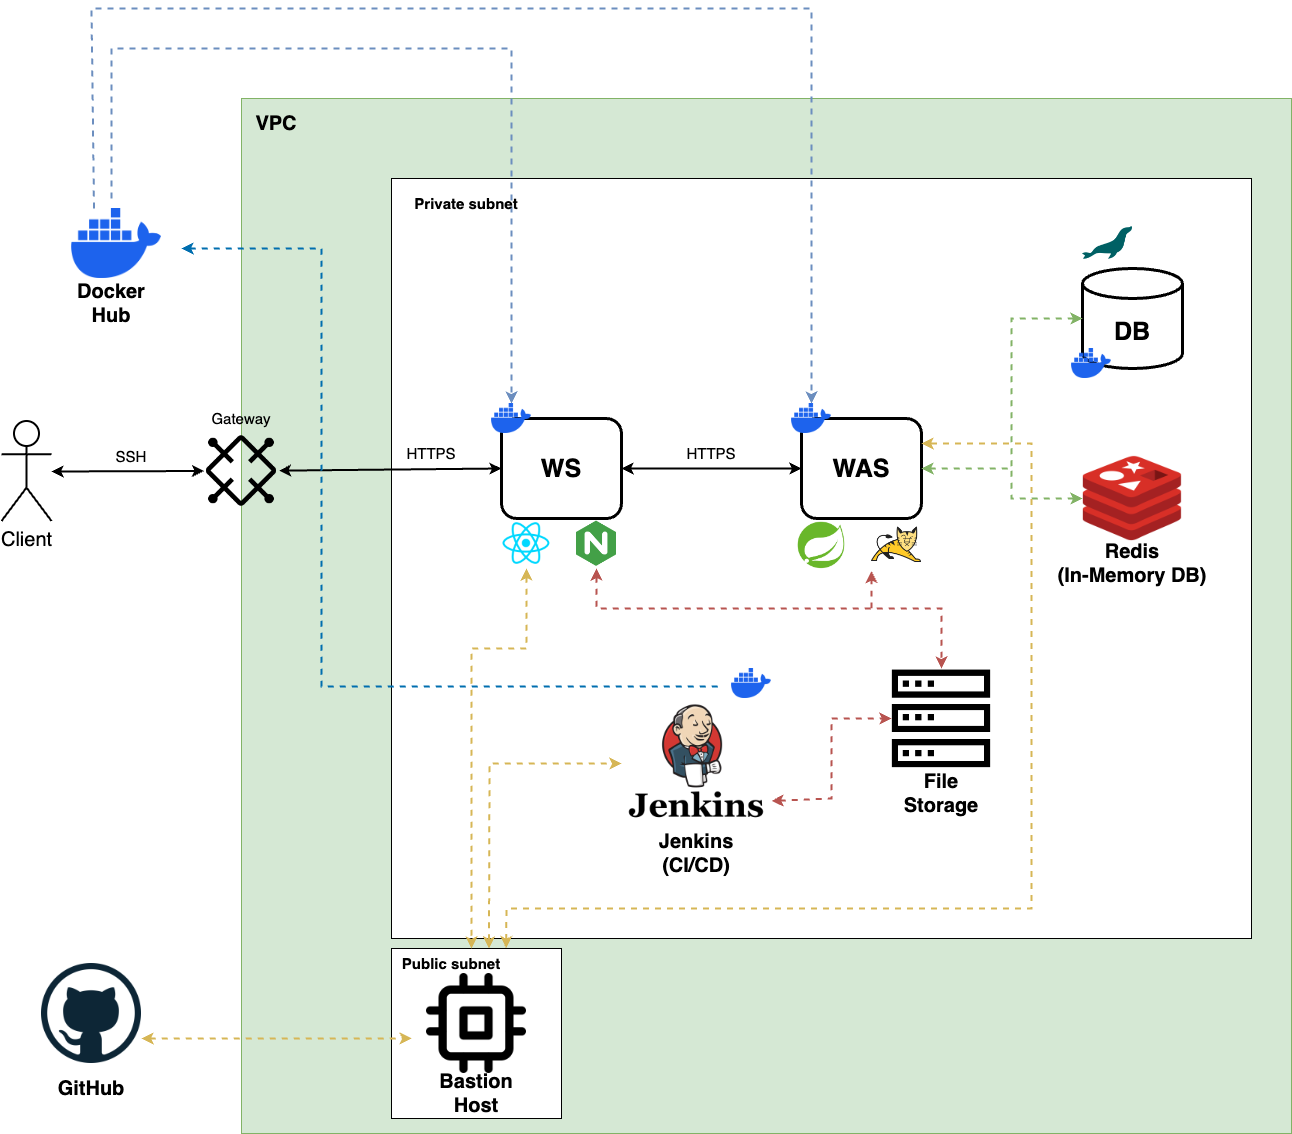 VPC
Private subnet
Docker
Hub
DB
Gateway
SSH
HTTPS
HTTPS
WS
WAS
Client
N
Redis
(In-Memory DB)
File
Storage
Jenkins
Jenkins
(CI/CD)
Public subnet
Bastion
Host
GitHub